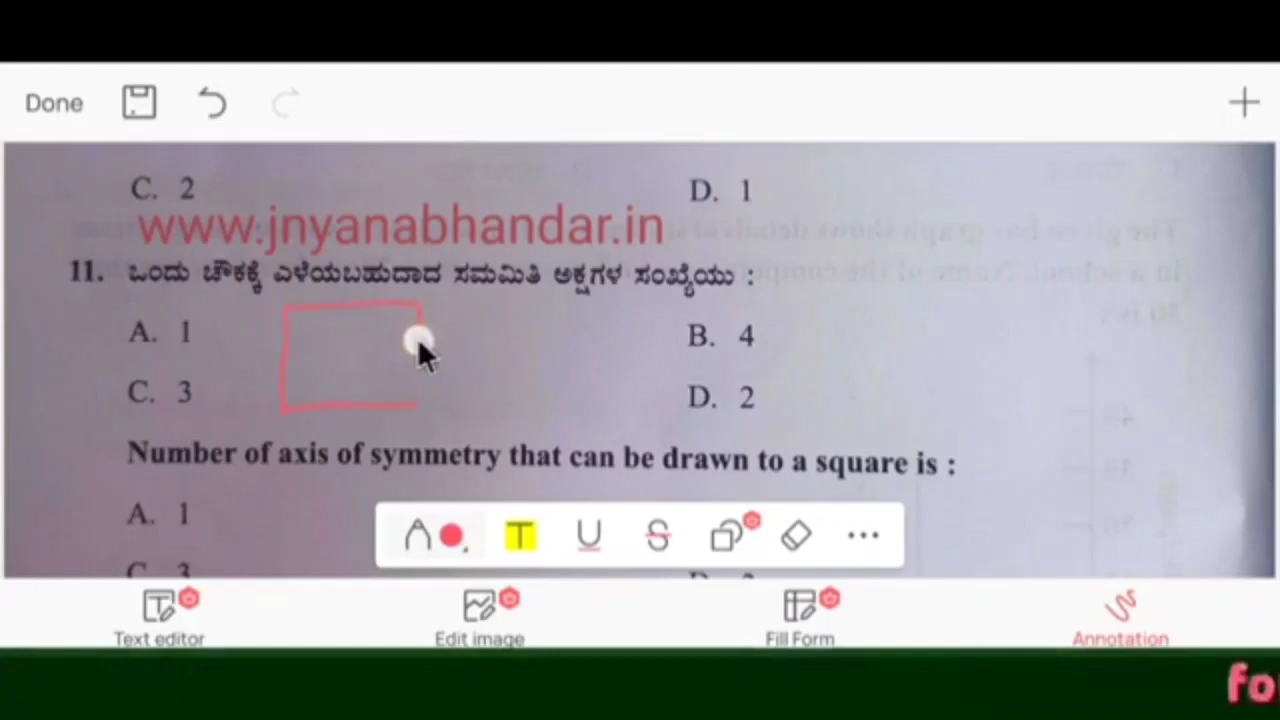 Done
C. 2 D. 1
www.jnyanabhandar.in
11. ಒಂದು ಚೌಕಕ್ಕೆ ಎಳೆಯಬಹುದಾದ ಸಮಮಿತಿ ಅಕ್ಷಗಳ ಸಂಖ್ಯೆಯು :
A. 1 B. 4
C. 3 D. 2
Number of axis of symmetry that can be drawn to a square is :
A. 1
C. 3
Text editor Edit image Fill Form Annotation